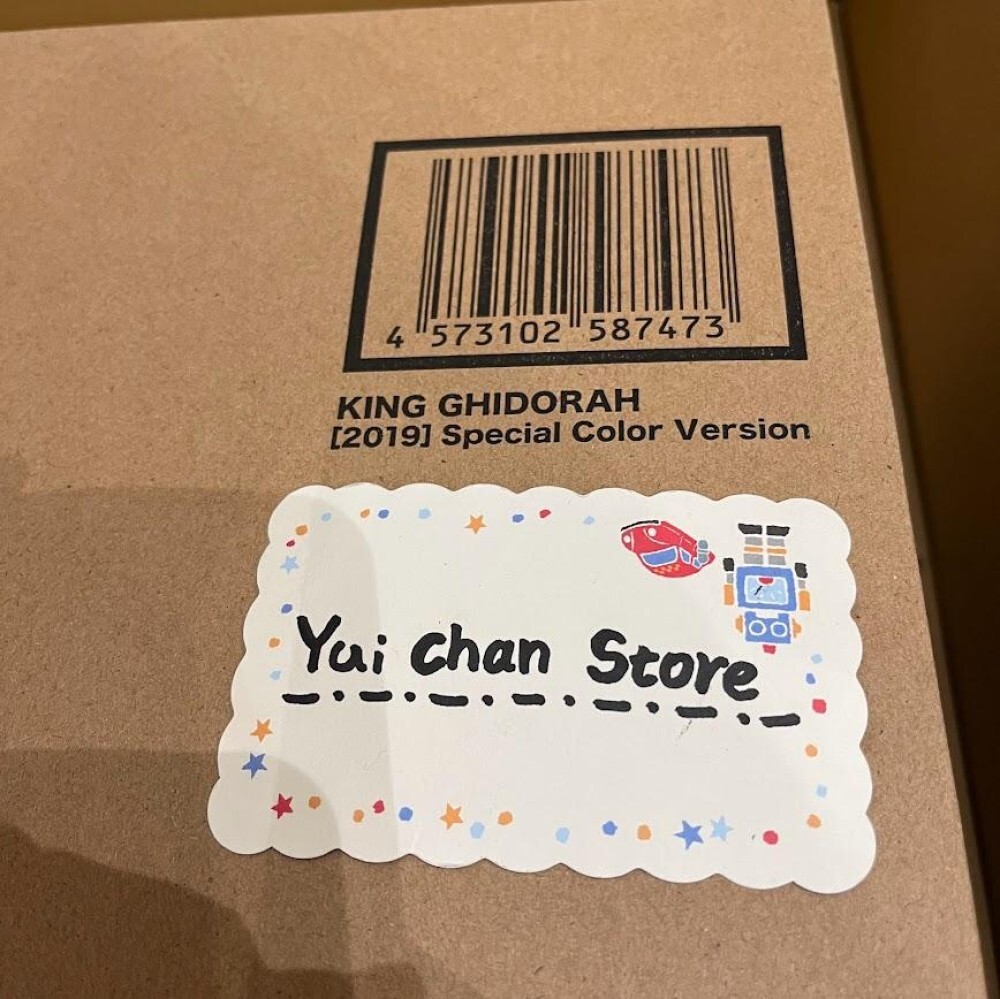 4 573102 587473
KING GHIDORAH
[2019] Special Color Version
Yui chan Store